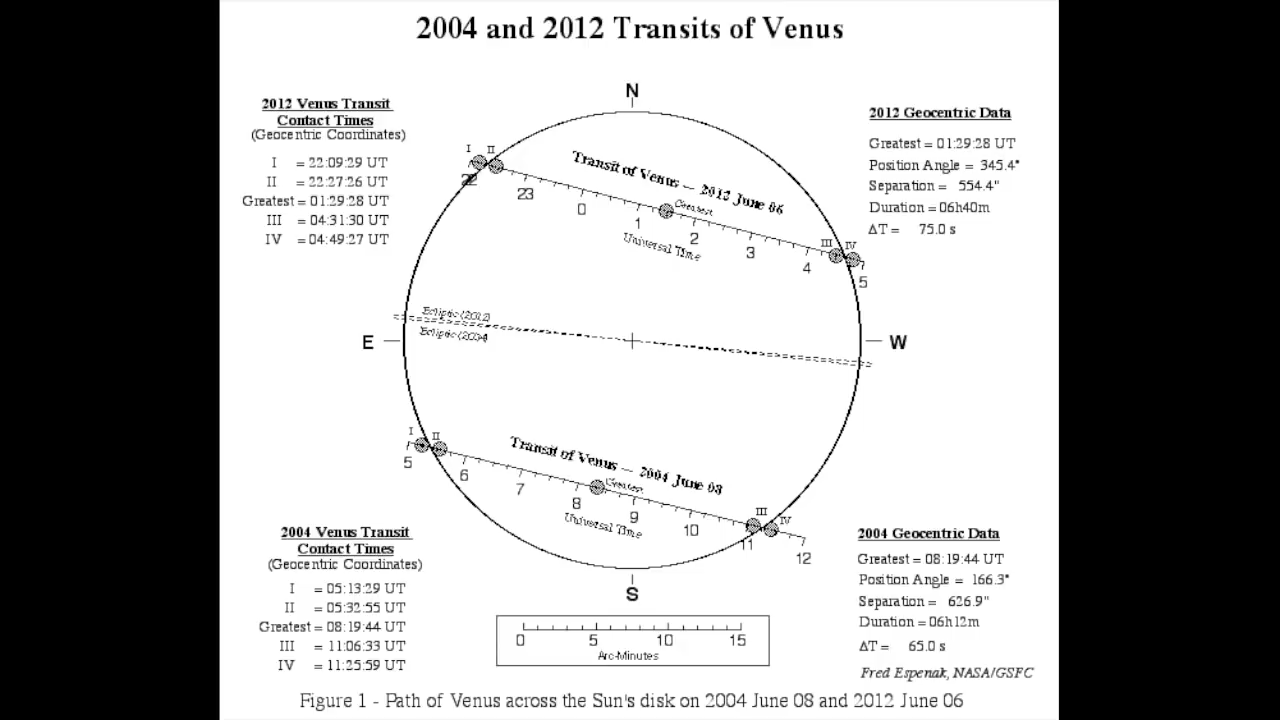 2004 and 2012 Transits of Venus
N
2012 Venus Transit
Contact Times
(Geocentric Coordinates)
I = 22:09:29 UT
II = 22:27:26 UT
Greatest = 01:29:28 UT
III = 04:31:30 UT
IV = 04:49:27 UT
2012 Geocentric Data
Greatest = 01:29:28 UT
Position Angle = 345.4°
Separation = 554.4"
Duration = 06h40m
ΔT = 75.0 s
I II
Transit of Venus — 2012 June 06
Greatest
22 23 0 1 2 3 4 5
III IV
Universal Time
Ecliptic (2012)
Ecliptic (2004)
E
W
I II
Transit of Venus — 2004 June 08
Greatest
5 6 7 8 9 10 11 12
III IV
Universal Time
S
2004 Venus Transit
Contact Times
(Geocentric Coordinates)
I = 05:13:29 UT
II = 05:32:55 UT
Greatest = 08:19:44 UT
III = 11:06:33 UT
IV = 11:25:59 UT
0 5 10 15
Arc-Minutes
2004 Geocentric Data
Greatest = 08:19:44 UT
Position Angle = 166.3°
Separation = 626.9"
Duration = 06h12m
ΔT = 65.0 s
Fred Espenak, NASA/GSFC
Figure 1 - Path of Venus across the Sun's disk on 2004 June 08 and 2012 June 06